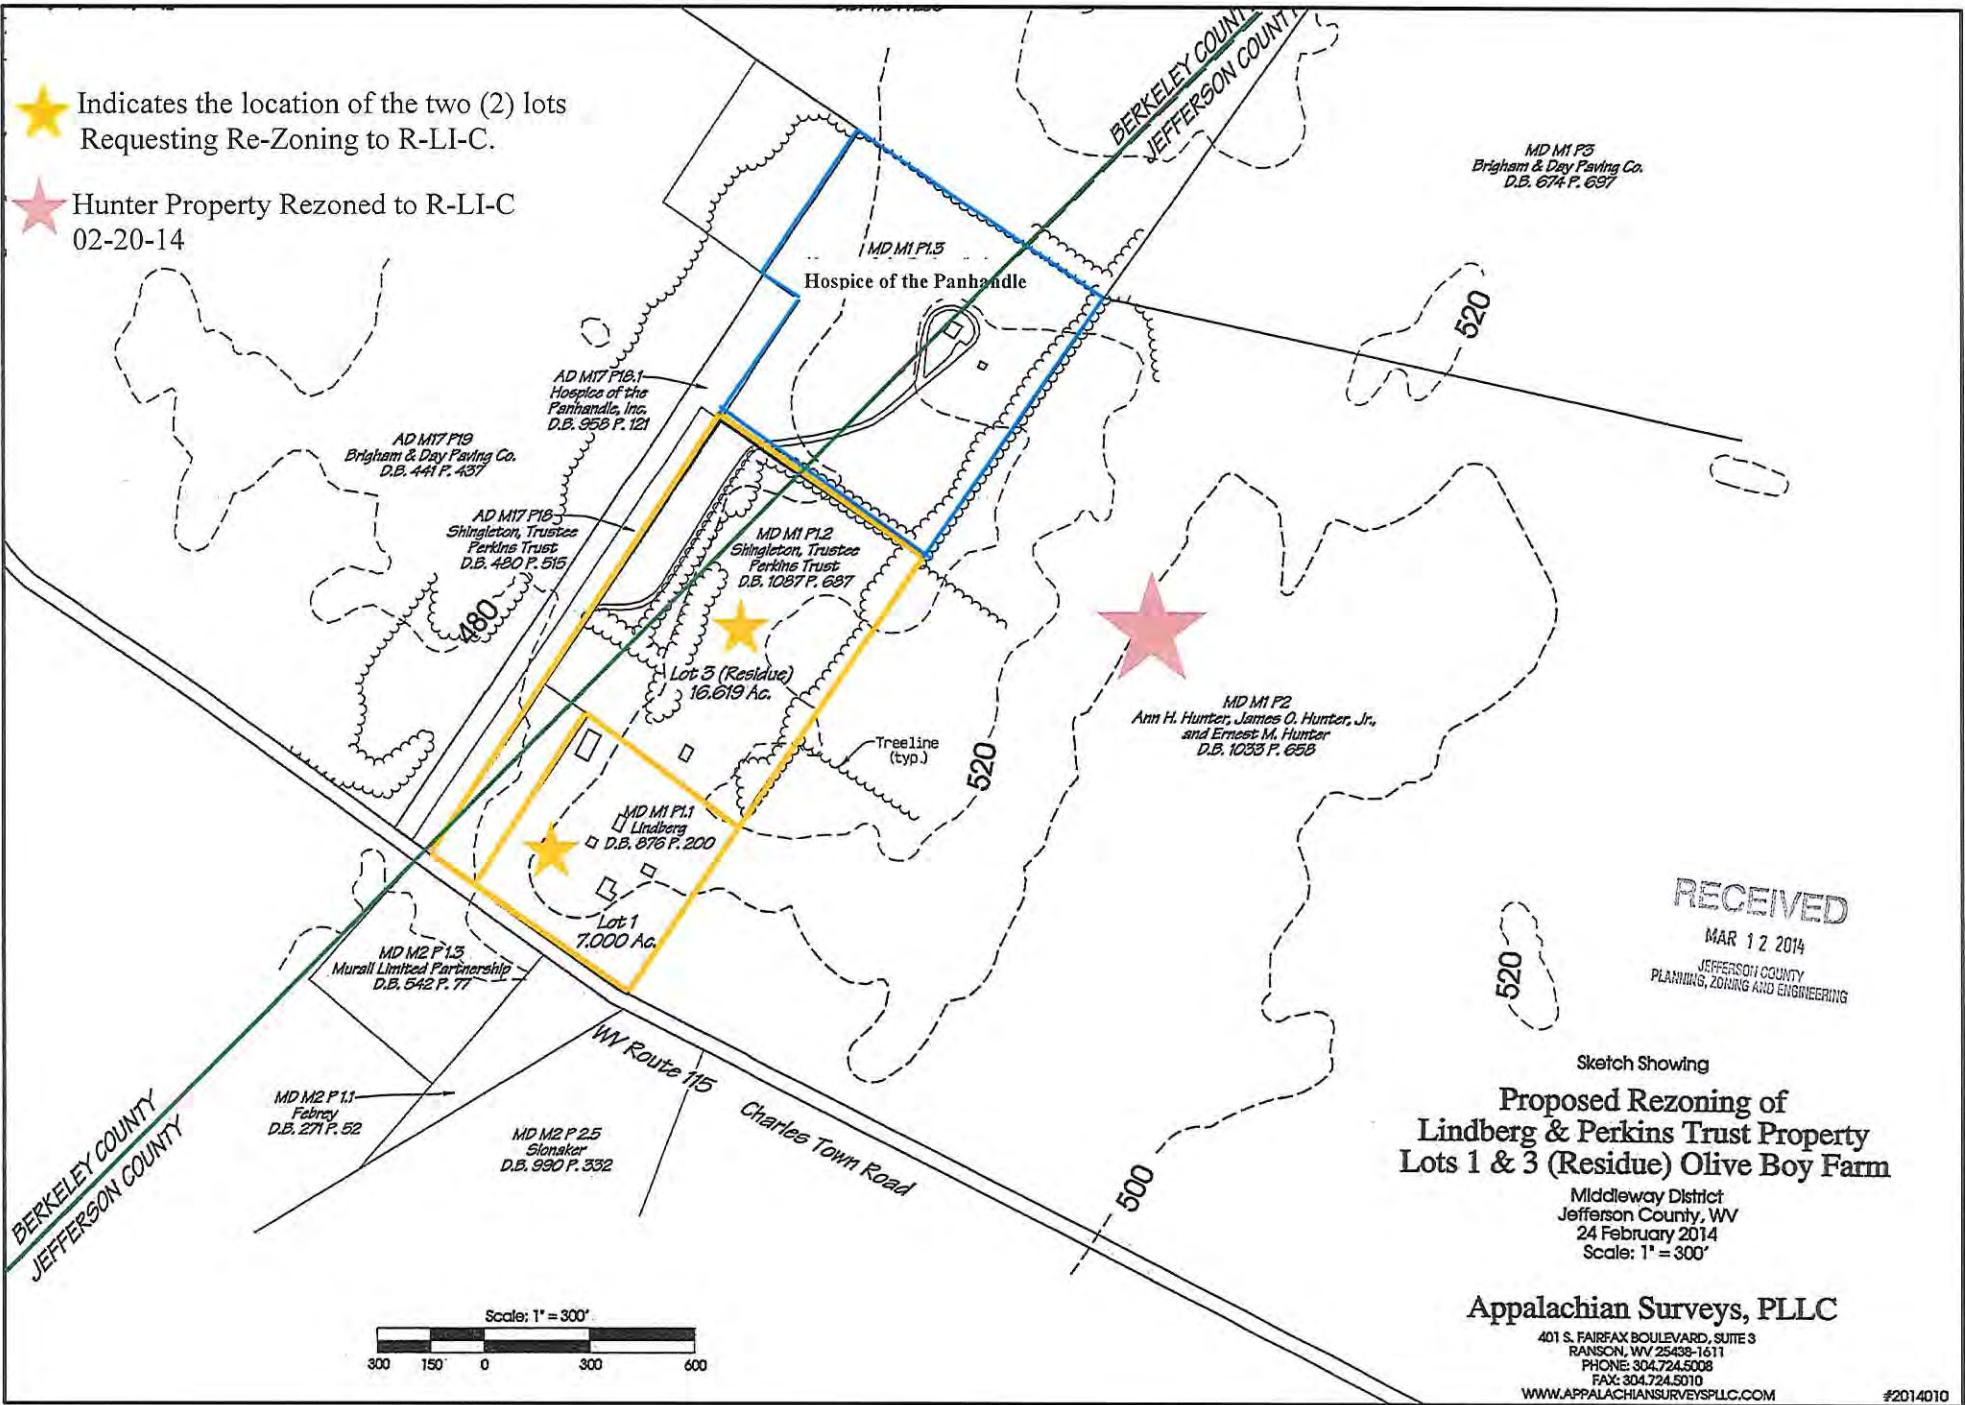 Indicates the location of the two (2) lots
Requesting Re-Zoning to R-LI-C.
Hunter Property Rezoned to R-LI-C
02-20-14
BERKELEY COUNTY
JEFFERSON COUNTY
MD M1 P3
Brigham & Day Paving Co.
D.B. 674 P. 697
MD M1 P1.3
Hospice of the Panhandle
520
AD M17 P18.1
Hospice of the
Panhandle, Inc.
D.B. 958 P. 121
AD M17 P19
Brigham & Day Paving Co.
D.B. 441 P. 437
AD M17 P18
Shingleton, Trustee
Perkins Trust
D.B. 480 P. 515
MD M1 P1.2
Shingleton, Trustee
Perkins Trust
D.B. 1087 P. 687
480
Lot 3 (Residue)
16.619 Ac.
MD M1 P2
Ann H. Hunter, James O. Hunter, Jr.,
and Ernest M. Hunter
D.B. 1033 P. 658
Treeline
(typ.)
520
MD M1 P1.1
Lindberg
D.B. 876 P. 200
Lot 1
7.000 Ac.
MD M2 P1.3
Murall Limited Partnership
D.B. 542 P. 77
RECEIVED
MAR 12 2014
JEFFERSON COUNTY
PLANNING, ZONING AND ENGINEERING
520
WV Route 115
Charles Town Road
MD M2 P1.1
Febrey
D.B. 271 P. 52
MD M2 P 2.5
Slonaker
D.B. 990 P. 332
BERKELEY COUNTY
JEFFERSON COUNTY
500
Sketch Showing
Proposed Rezoning of
Lindberg & Perkins Trust Property
Lots 1 & 3 (Residue) Olive Boy Farm
Middleway District
Jefferson County, WV
24 February 2014
Scale: 1" = 300'
Scale: 1" = 300'
300 150 0 300 600
Appalachian Surveys, PLLC
401 S. FAIRFAX BOULEVARD, SUITE 3
RANSON, WV 25438-1611
PHONE: 304.724.5008
FAX: 304.724.5010
WWW.APPALACHIANSURVEYSPLLC.COM
#2014010